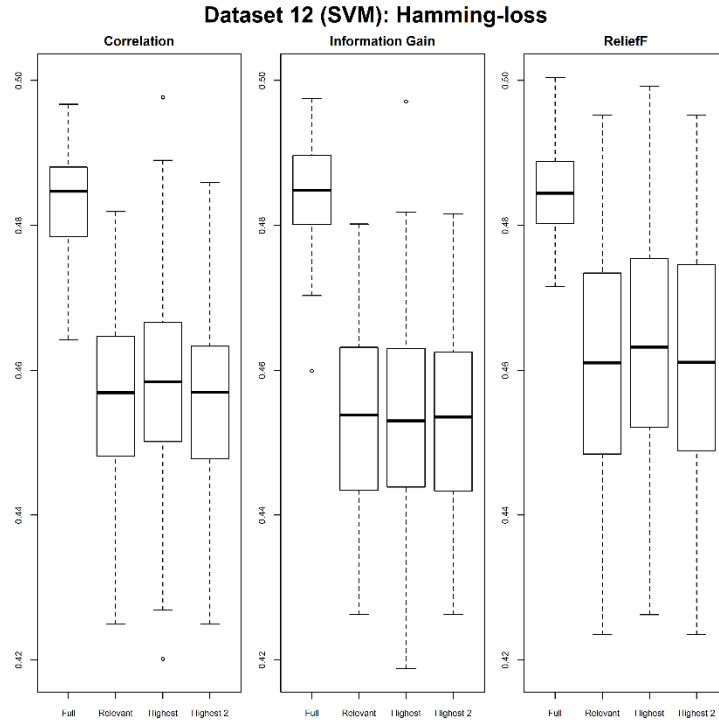 Dataset 12 (SVM): Hamming-loss
Correlation
Information Gain
ReliefF
0.50
0.48
0.46
0.44
0.42
0.50
0.48
0.46
0.44
0.42
0.50
0.48
0.46
0.44
0.42
Full Relevant Highest Highest 2
Full Relevant Highest Highest 2
Full Relevant Highest Highest 2